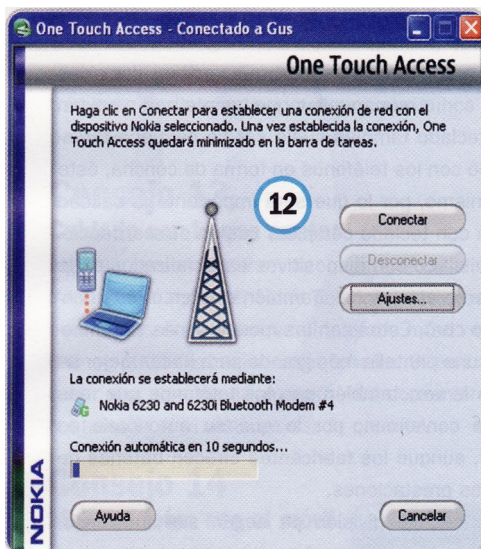 One Touch Access - Conectado a Gus
One Touch Access
Haga clic en Conectar para establecer una conexión de red con el
dispositivo Nokia seleccionado. Una vez establecida la conexión, One
Touch Access quedará minimizado en la barra de tareas.
12
Conectar
Desconectar
Ajustes...
La conexión se establecerá mediante:
Nokia 6230 and 6230i Bluetooth Modem #4
Conexión automática en 10 segundos...
NOKIA
Ayuda
Cancelar